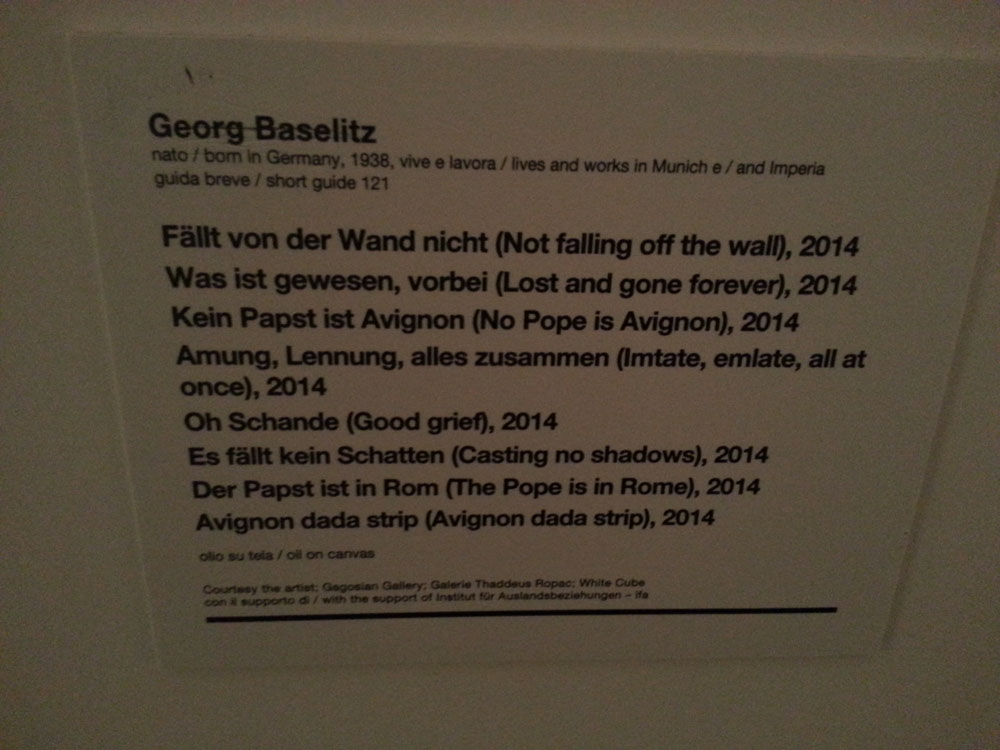 Georg Baselitz
nato / born in Germany, 1938, vive e lavora / lives and works in Munich e / and Imperia
guida breve / short guide 121
Fällt von der Wand nicht (Not falling off the wall), 2014
Was ist gewesen, vorbei (Lost and gone forever), 2014
Kein Papst ist Avignon (No Pope is Avignon), 2014
Amung, Lennung, alles zusammen (Imtate, emlate, all at
once), 2014
Oh Schande (Good grief), 2014
Es fällt kein Schatten (Casting no shadows), 2014
Der Papst ist in Rom (The Pope is in Rome), 2014
Avignon dada strip (Avignon dada strip), 2014
olio su tela / oil on canvas
Courtesy the artist; Gagosian Gallery; Galerie Thaddeus Ropac; White Cube
con il supporto di / with the support of Institut für Auslandsbeziehungen – ifa